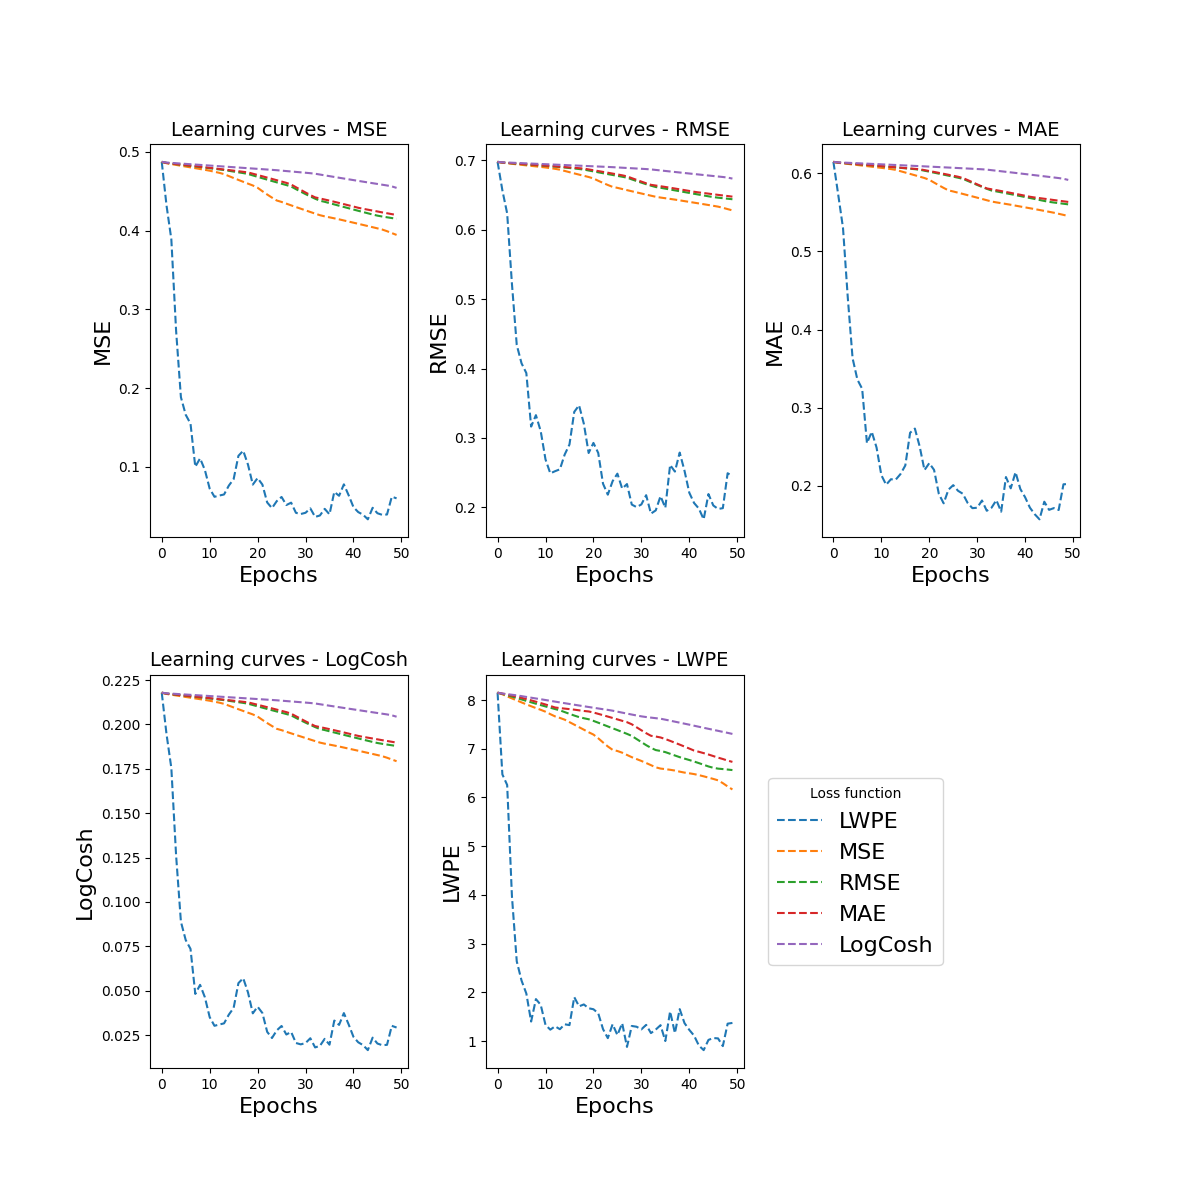 Learning curves - MSE
MSE
0.5
0.4
0.3
0.2
0.1
0 10 20 30 40 50
Epochs
Learning curves - RMSE
RMSE
0.7
0.6
0.5
0.4
0.3
0.2
0 10 20 30 40 50
Epochs
Learning curves - MAE
MAE
0.6
0.5
0.4
0.3
0.2
0 10 20 30 40 50
Epochs
Learning curves - LogCosh
LogCosh
0.225
0.200
0.175
0.150
0.125
0.100
0.075
0.050
0.025
0 10 20 30 40 50
Epochs
Learning curves - LWPE
LWPE
8
7
6
5
4
3
2
1
0 10 20 30 40 50
Epochs
Loss function
LWPE
MSE
RMSE
MAE
LogCosh